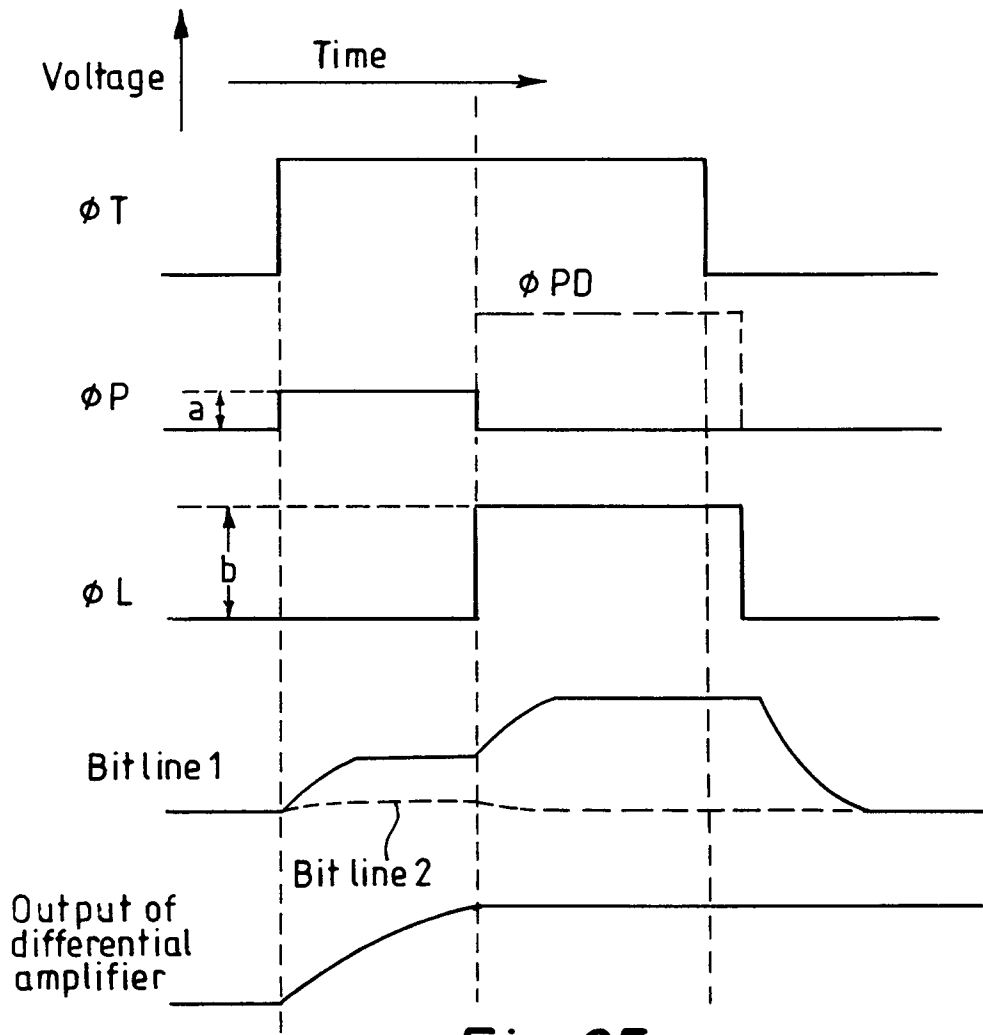 Time
Voltage
φT
φPD
φP
a
b
φL
Bit line 1
Bit line 2
Output of
differential
amplifier